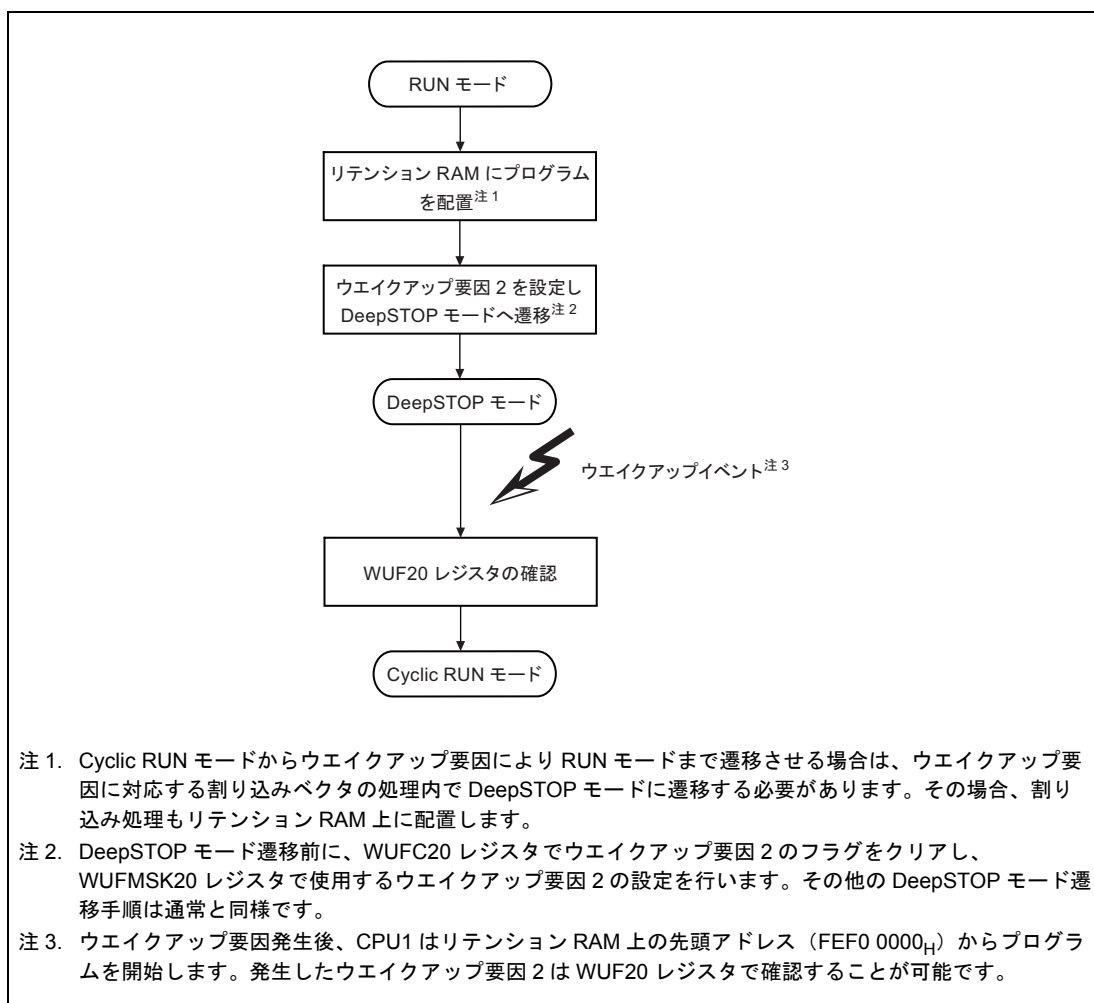 RUN モード
リテンション RAM にプログラム
を配置注 1
ウエイクアップ要因 2 を設定し
DeepSTOP モードへ遷移注 2
DeepSTOP モード
ウエイクアップイベント注 3
WUF20 レジスタの確認
Cyclic RUN モード
注 1. Cyclic RUN モードからウエイクアップ要因により RUN モードまで遷移させる場合は、ウエイクアップ要
因に対応する割り込みベクタの処理内で DeepSTOP モードに遷移する必要があります。その場合、割り
込み処理もリテンション RAM 上に配置します。
注 2. DeepSTOP モード遷移前に、WUFC20 レジスタでウエイクアップ要因 2 のフラグをクリアし、
WUFMSK20 レジスタで使用するウエイクアップ要因 2 の設定を行います。その他の DeepSTOP モード遷
移手順は通常と同様です。
注 3. ウエイクアップ要因発生後、CPU1 はリテンション RAM 上の先頭アドレス（FEF0 0000H）からプログラ
ムを開始します。発生したウエイクアップ要因 2 は WUF20 レジスタで確認することが可能です。